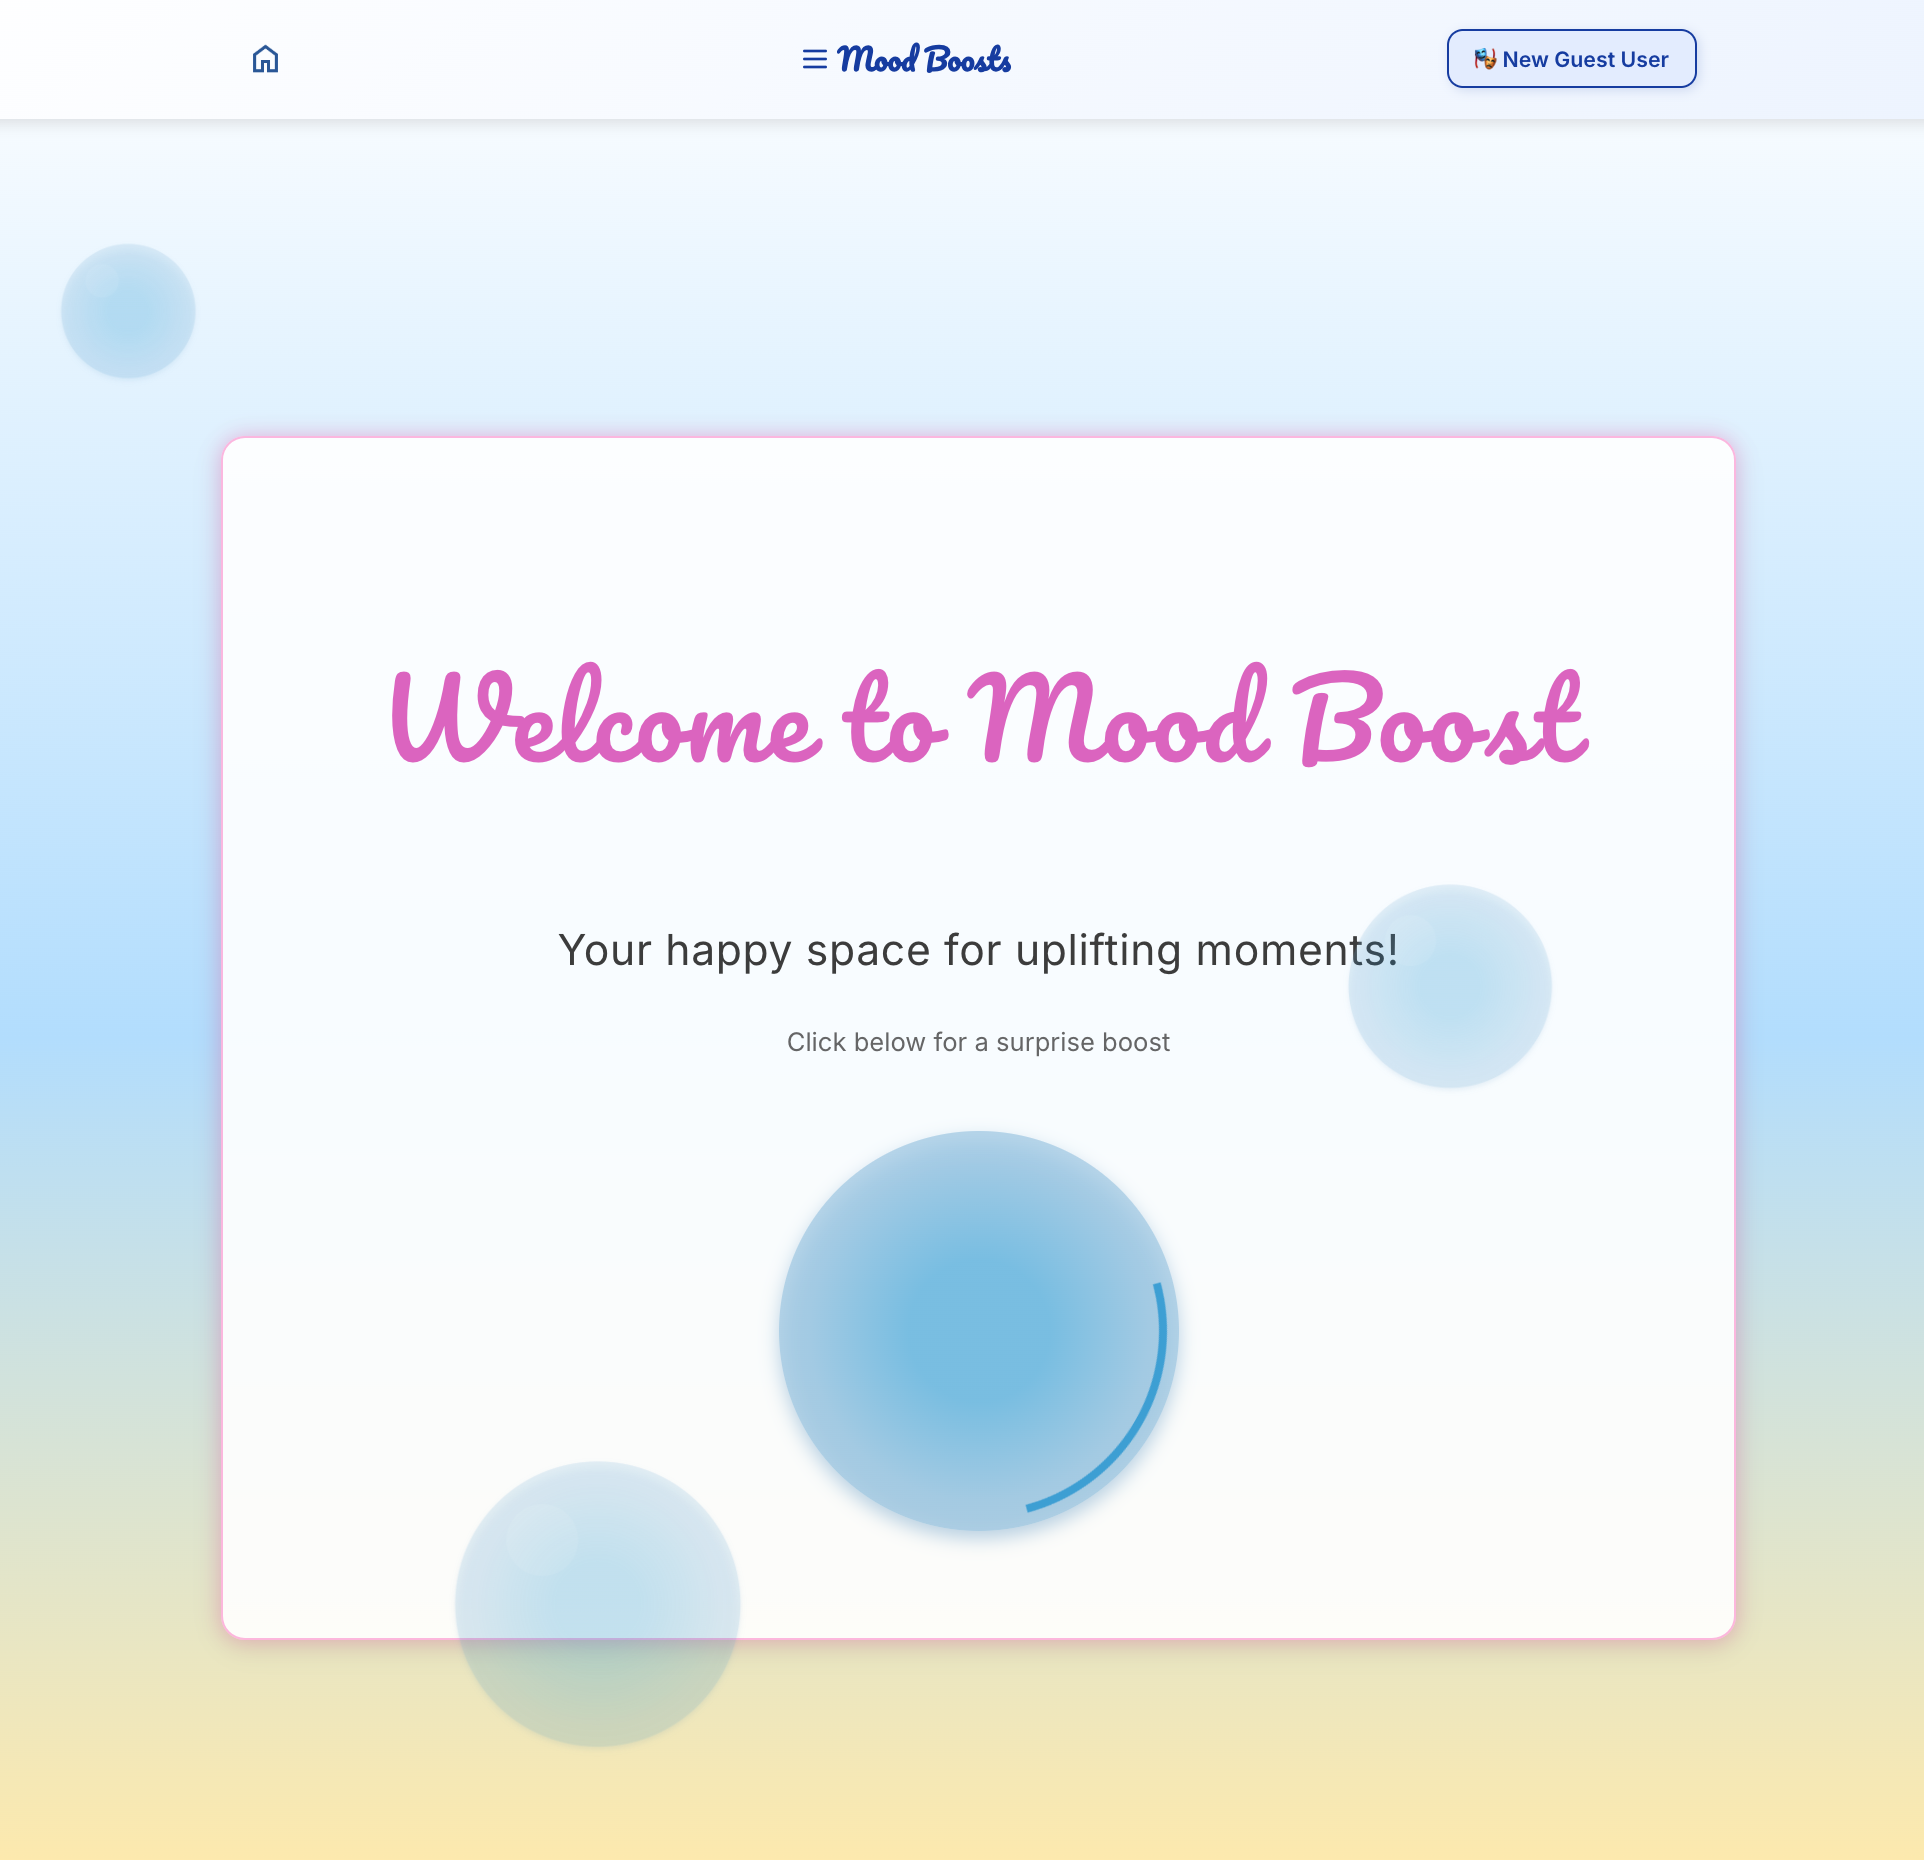 Mood Boosts
🎭 New Guest User
Welcome to Mood Boost
Your happy space for uplifting moments!
Click below for a surprise boost